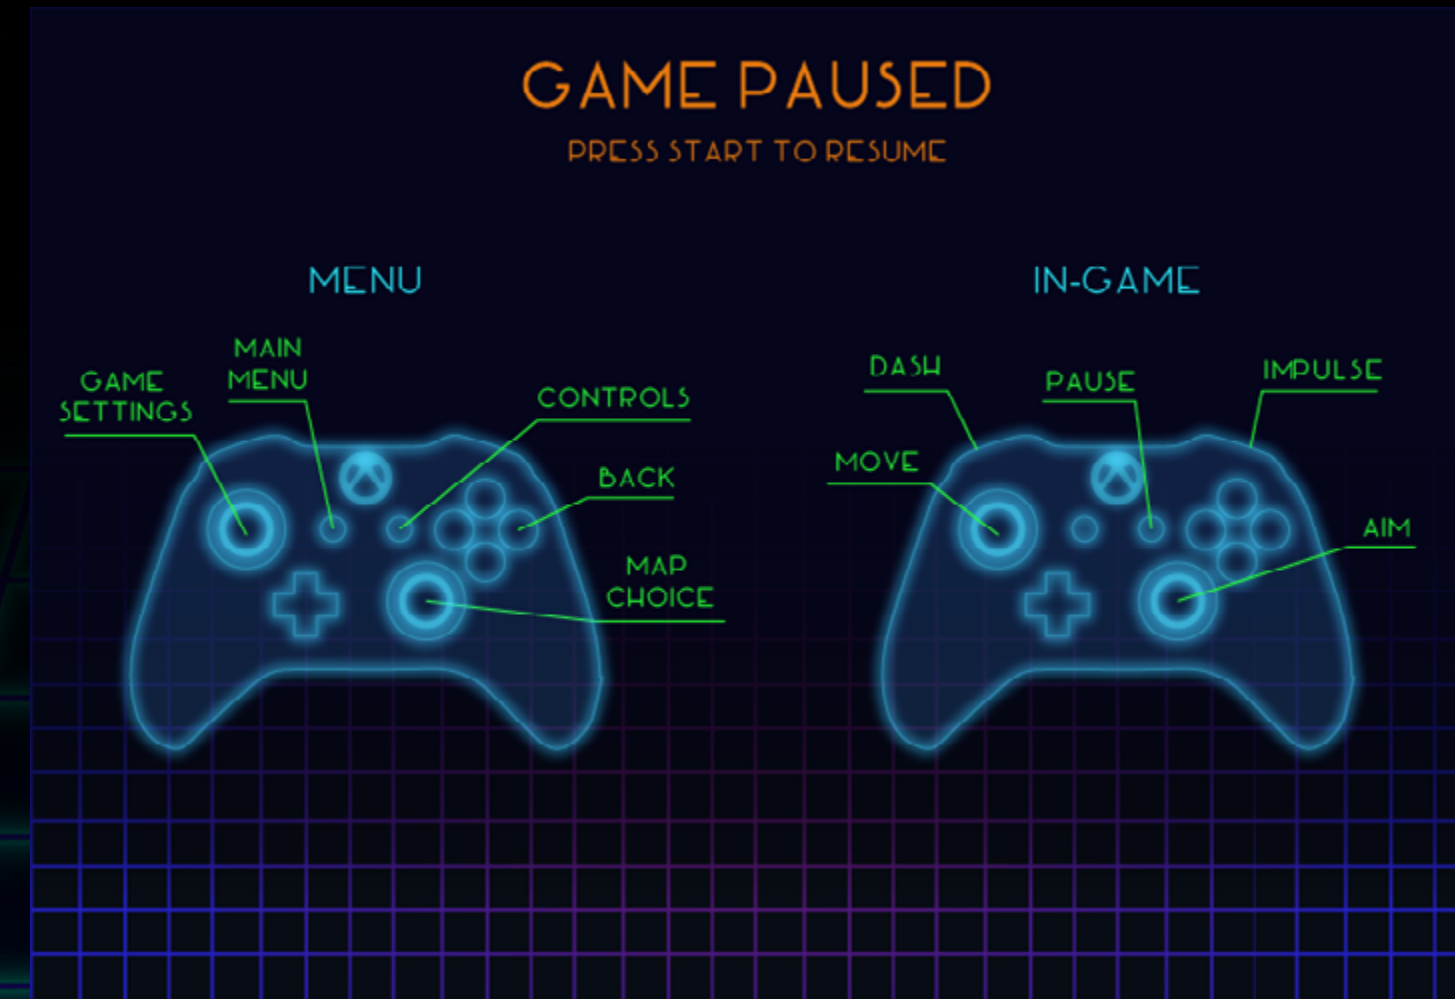 GAME PAUSED
PRESS START TO RESUME
MENU
MAIN
MENU
GAME
SETTINGS
CONTROLS
BACK
MAP
CHOICE
IN-GAME
DASH
PAUSE
IMPULSE
MOVE
AIM